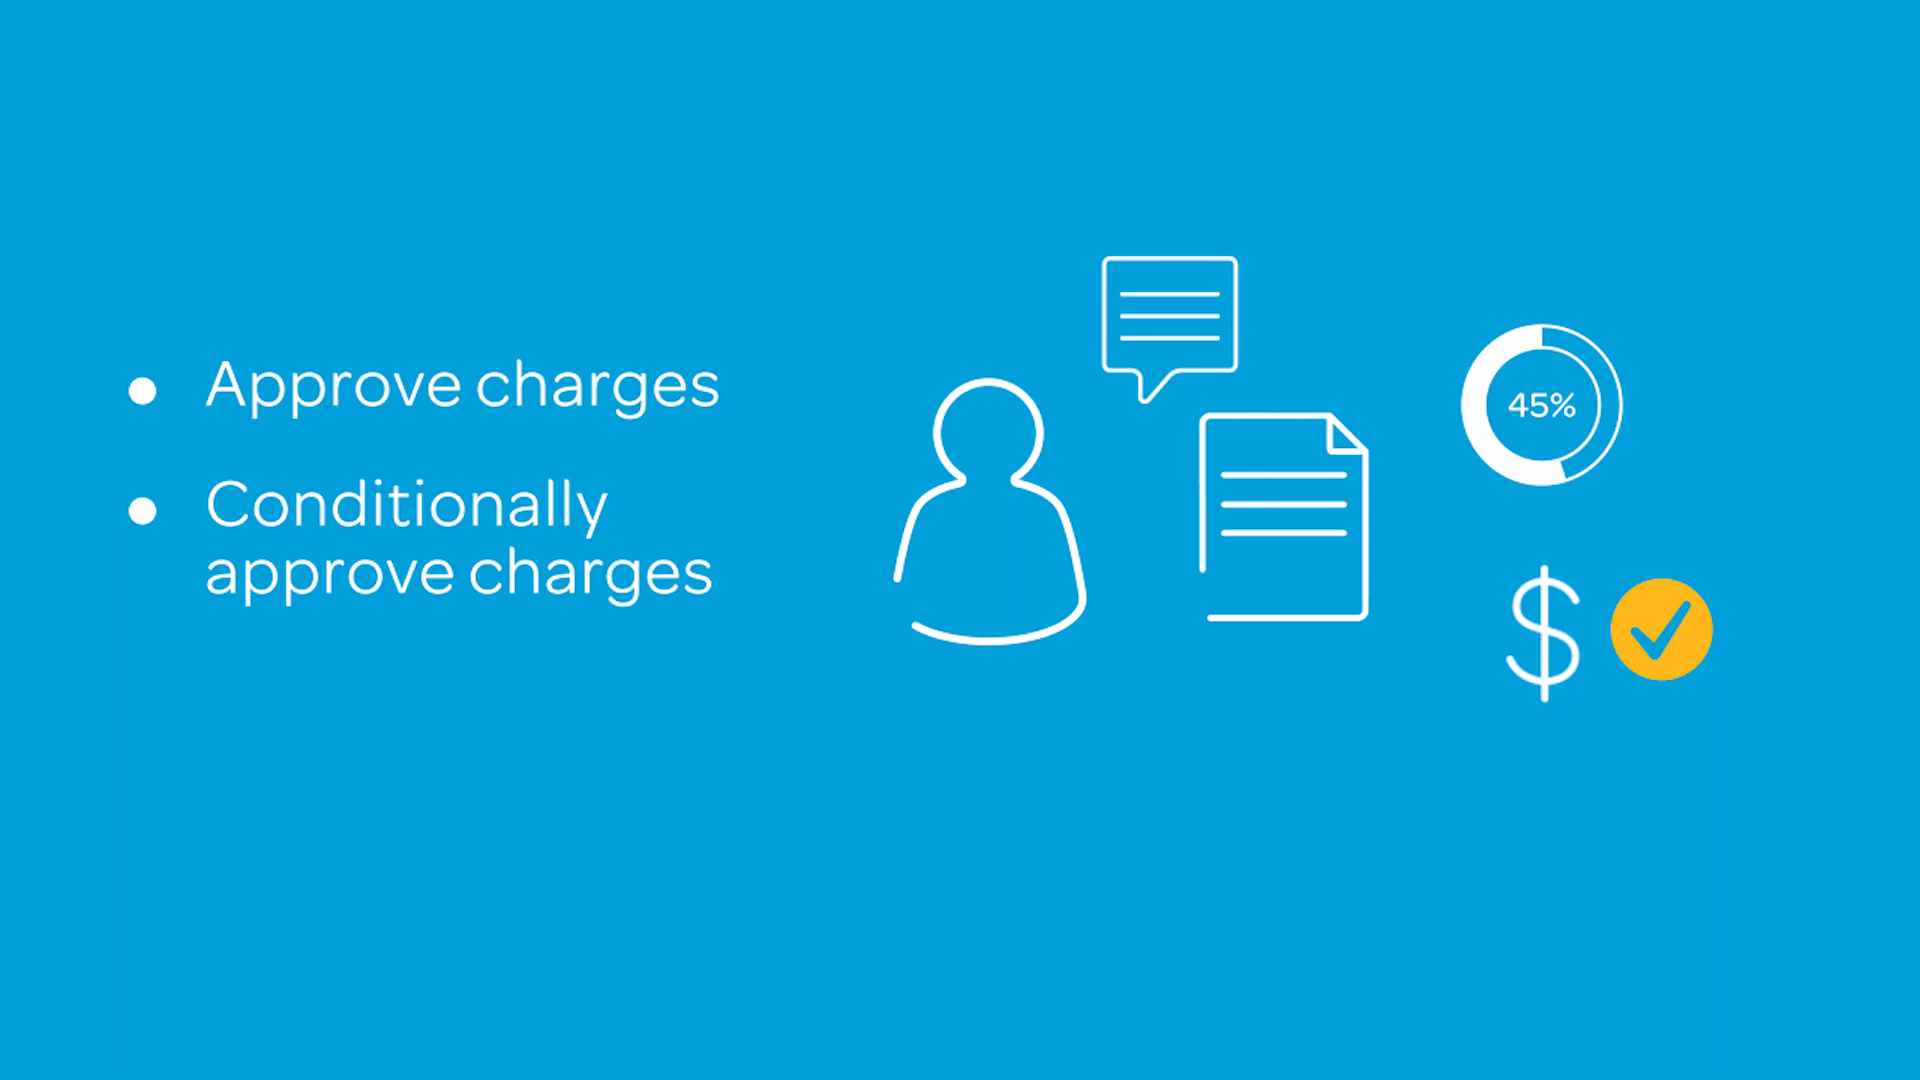 Approve charges
Conditionally
approve charges
45%
$